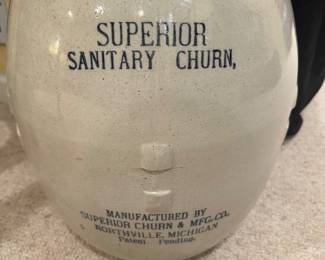 SUPERIOR
SANITARY CHURN,
MANUFACTURED BY
SUPERIOR CHURN & MFG. CO.
NORTHVILLE, MICHIGAN
Patent Pending.